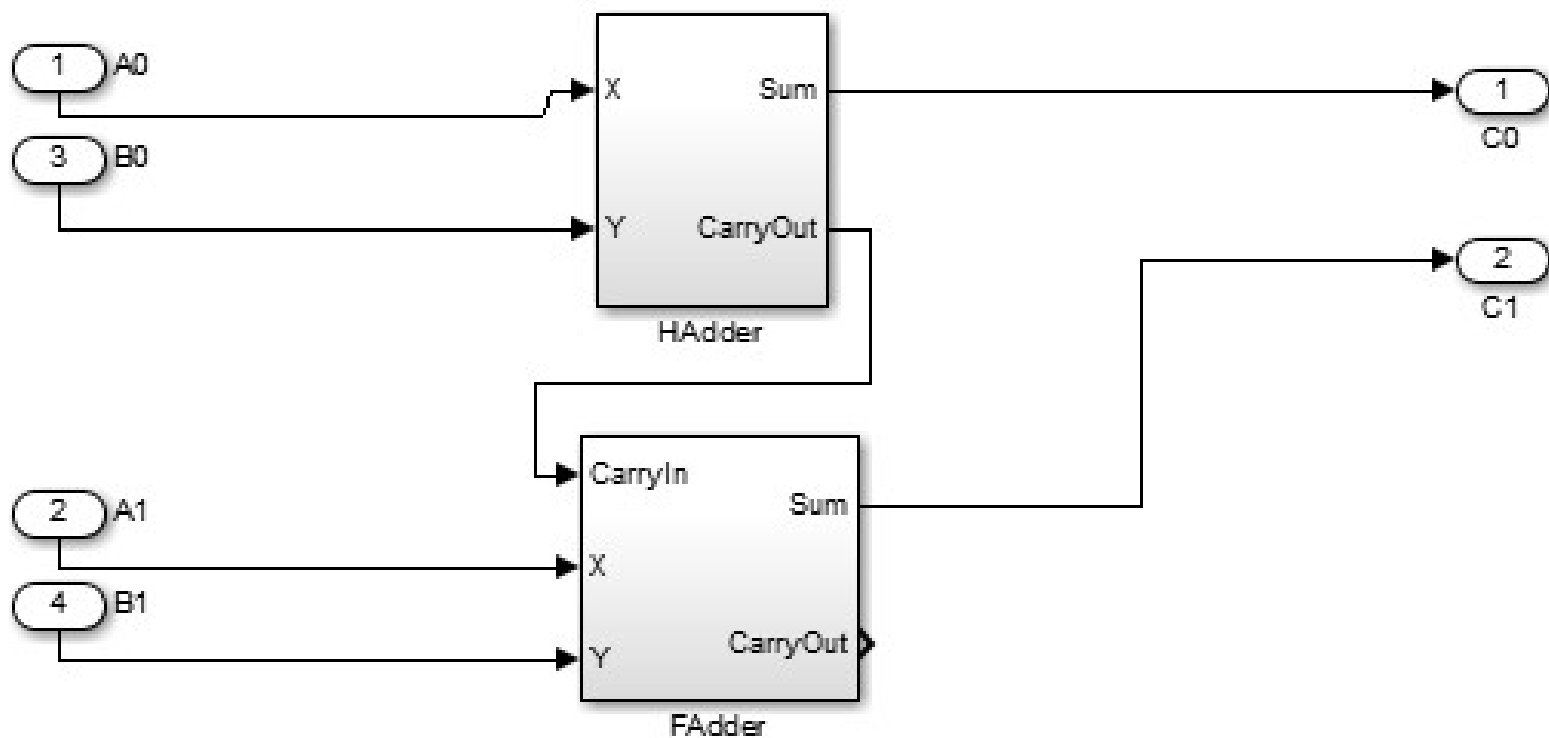 1 A0
3 B0
X Sum
Y CarryOut
HAdder
1
C0
2
C1
2 A1
4 B1
CarryIn
Sum
X
CarryOut
Y
FAdder